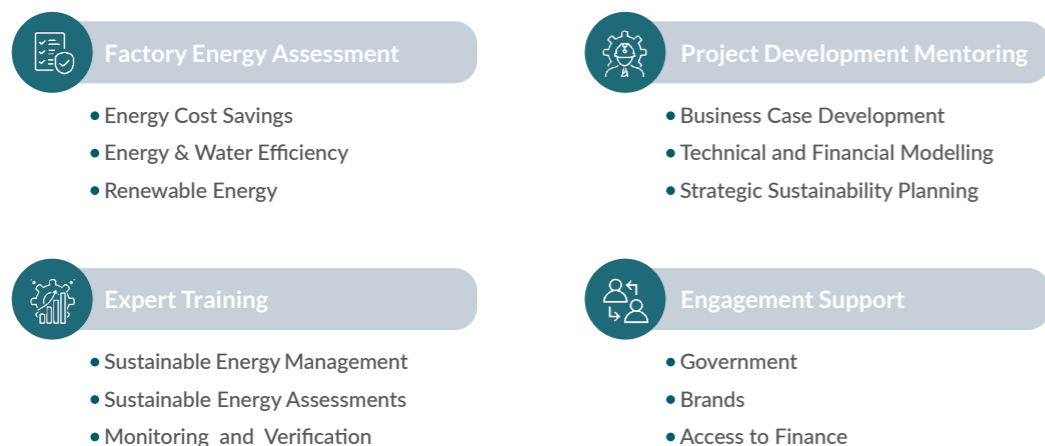 Factory Energy Assessment
• Energy Cost Savings
• Energy & Water Efficiency
• Renewable Energy
Project Development Mentoring
• Business Case Development
• Technical and Financial Modelling
• Strategic Sustainability Planning
Expert Training
• Sustainable Energy Management
• Sustainable Energy Assessments
• Monitoring and Verification
Engagement Support
• Government
• Brands
• Access to Finance